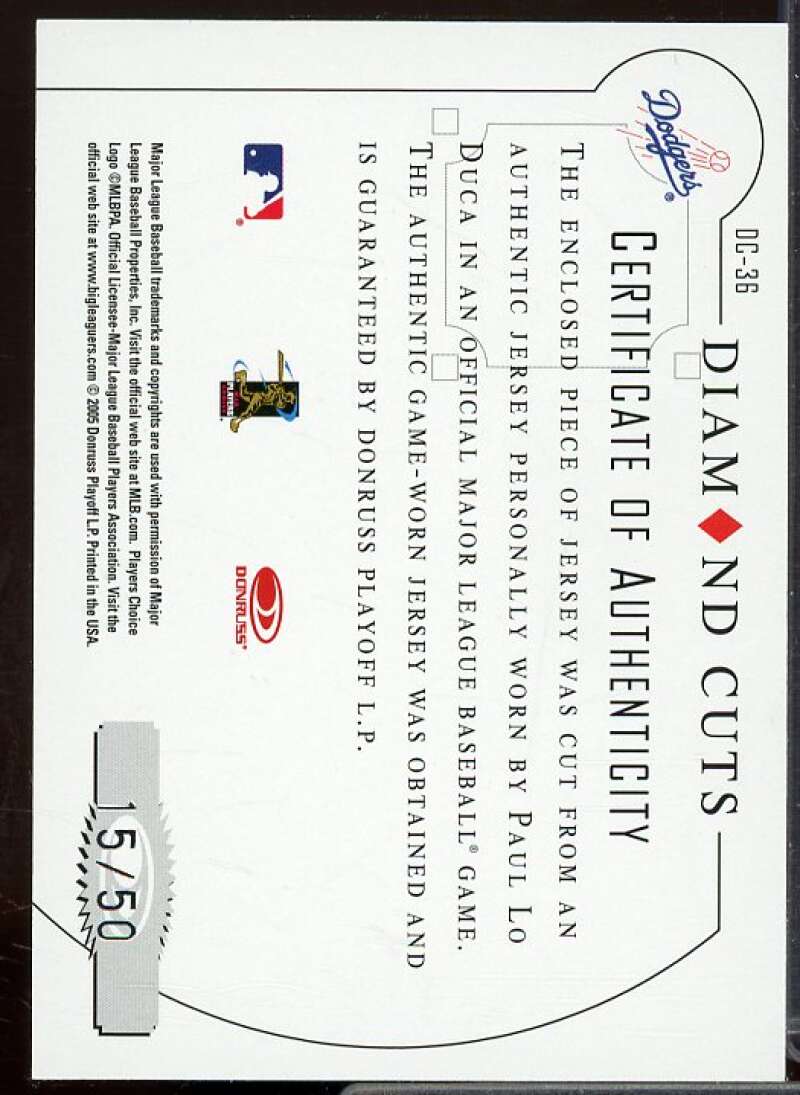 Dodgers®
DC-36
DIAM♦ND CUTS
CERTIFICATE OF AUTHENTICITY
THE ENCLOSED PIECE OF JERSEY WAS CUT FROM AN
AUTHENTIC JERSEY PERSONALLY WORN BY PAUL LO
DUCA IN AN OFFICIAL MAJOR LEAGUE BASEBALL® GAME.
THE AUTHENTIC GAME-WORN JERSEY WAS OBTAINED AND
IS GUARANTEED BY DONRUSS PLAYOFF L.P.
PLAYERS
DONRUSS®
Major League Baseball trademarks and copyrights are used with permission of Major
League Baseball Properties, Inc. Visit the official web site at MLB.com. Players Choice
Logo ©MLBPA, Official Licensee-Major League Baseball Players Association. Visit the
official web site at www.bigleaguers.com © 2005 Donruss Playoff L.P. Printed in the USA.
15/50